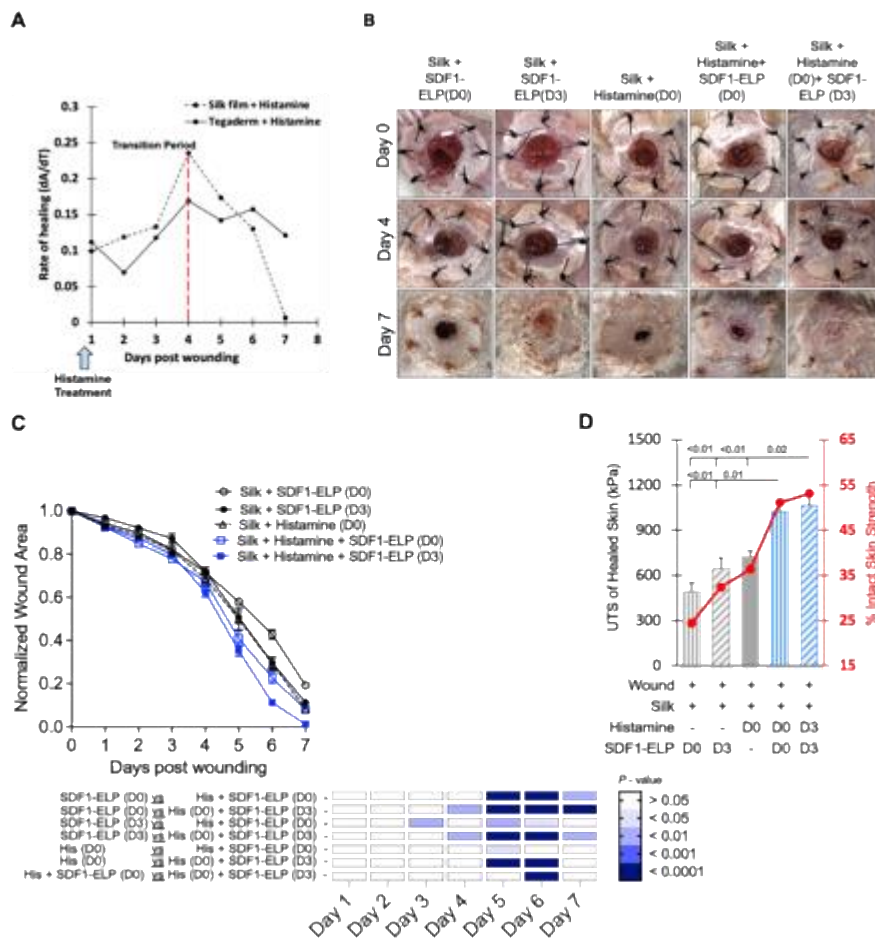 A
0.3
0.25
0.2
0.15
0.1
0.05
0
Rate of healing (dA/dT)
Silk film + Histamine
Tegaderm + Histamine
Transition Period
1 2 3 4 5 6 7 8
Days post wounding
Histamine
Treatment
B
Silk +
SDF1-
ELP(D0)
Silk +
SDF1-
ELP(D3)
Silk +
Histamine(D0)
Silk +
Histamine+
SDF1-ELP
(D0)
Silk +
Histamine
(D0)+ SDF1-
ELP (D3)
Day 0
Day 4
Day 7
C
Silk + SDF1-ELP (D0)
Silk + SDF1-ELP (D3)
Silk + Histamine (D0)
Silk + Histamine + SDF1-ELP (D0)
Silk + Histamine + SDF1-ELP (D3)
Normalized Wound Area
1.0
0.8
0.6
0.4
0.2
0.0
0 1 2 3 4 5 6 7
Days post wounding
SDF1-ELP (D0) vs His + SDF1-ELP (D0) -
SDF1-ELP (D0) vs His (D0) + SDF1-ELP (D3) -
SDF1-ELP (D3) vs His + SDF1-ELP (D0) -
SDF1-ELP (D3) vs His (D0) + SDF1-ELP (D3) -
His (D0) vs His + SDF1-ELP (D0) -
His (D0) vs His (D0) + SDF1-ELP (D3) -
His + SDF1-ELP (D0) vs His (D0) + SDF1-ELP (D3) -
Day 1 Day 2 Day 3 Day 4 Day 5 Day 6 Day 7
P - value
> 0.05
< 0.05
< 0.01
< 0.001
< 0.0001
D
UTS of Healed Skin (kPa)
1500
1200
900
600
300
0
<0.01 <0.01 0.02
<0.01 0.01
65
55
45
35
25
15
% Intact Skin Strength
Wound + + + + +
Silk + + + + +
Histamine - - D0 D0 D3
SDF1-ELP D0 D3 - D0 D3